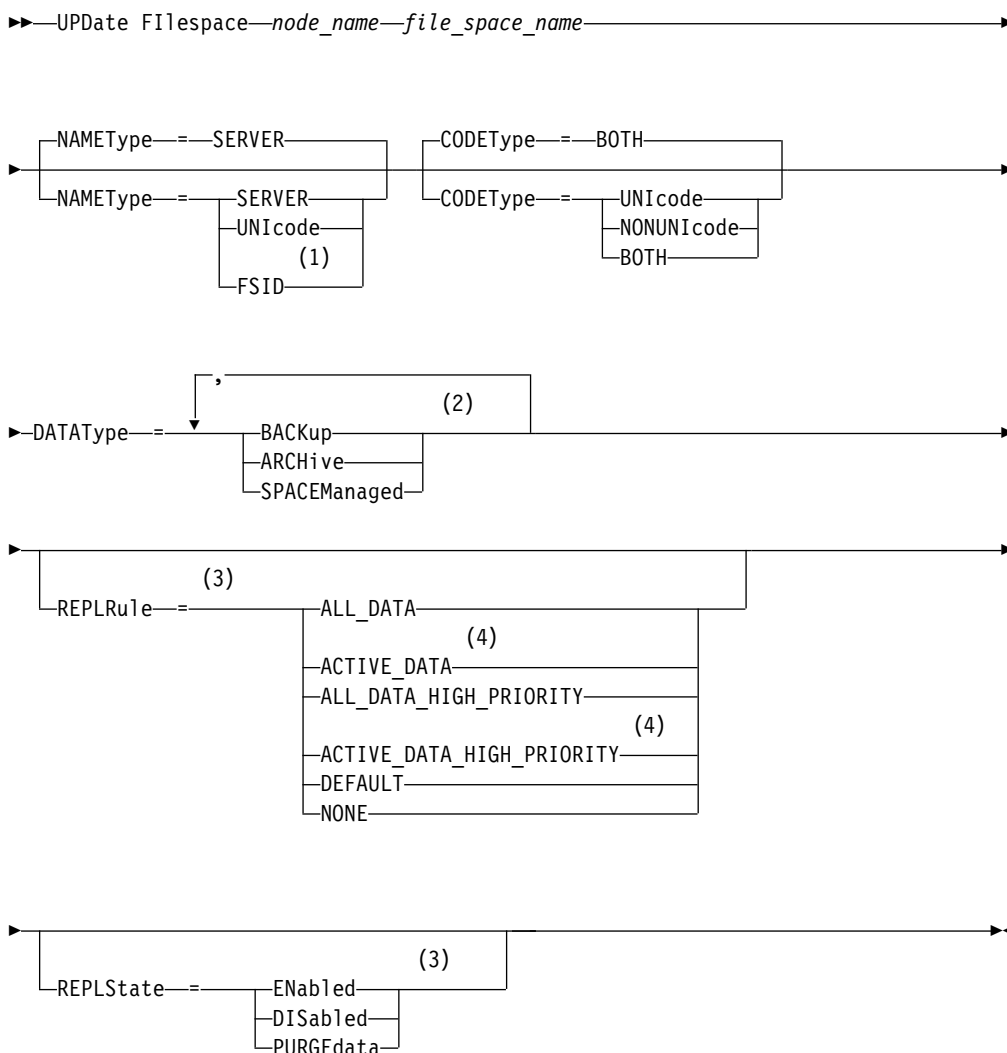 UPDate FIlespace node_name file_space_name
NAMEType = SERVER CODEType = BOTH
NAMEType = SERVER CODEType = UNIcode
UNIcode NONUNIcode
(1) BOTH
FSID
,
(2)
DATAType = BACKup
ARCHive
SPACEManaged
(3)
REPLRule = ALL_DATA
(4)
ACTIVE_DATA
ALL_DATA_HIGH_PRIORITY
(4)
ACTIVE_DATA_HIGH_PRIORITY
DEFAULT
NONE
(3)
REPLState = ENabled
DISabled
PURGEdata